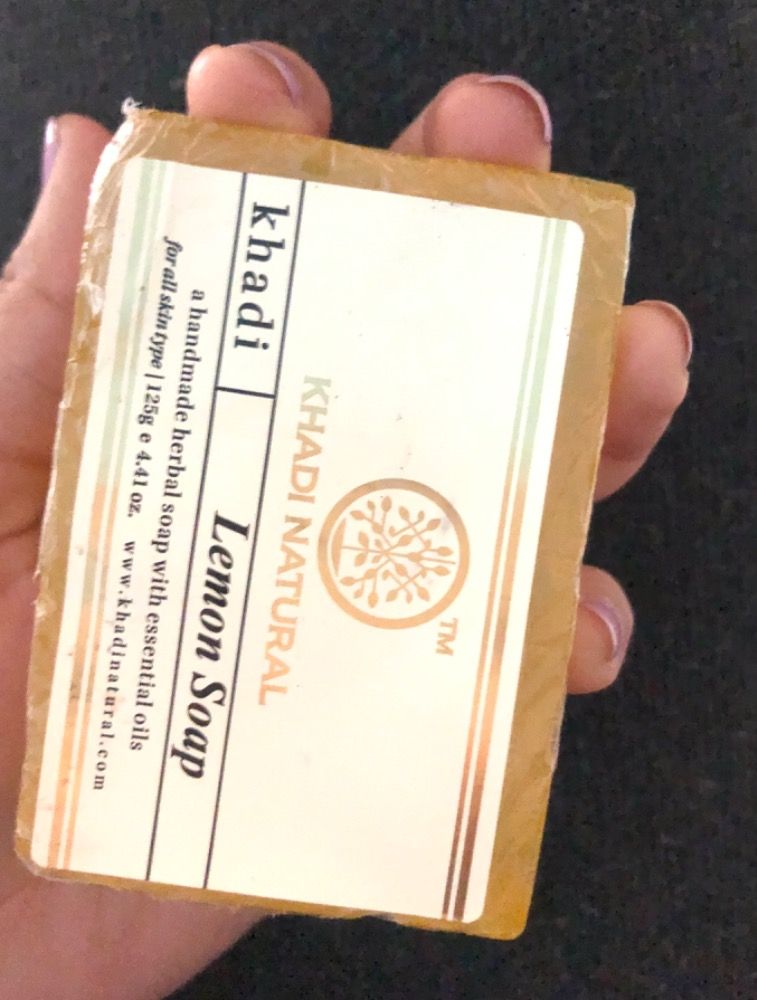 TM
KHADI NATURAL
khadi
Lemon Soap
a handmade herbal soap with essential oils
for all skin type | 125g e 4.41 oz. www.khadinatural.com